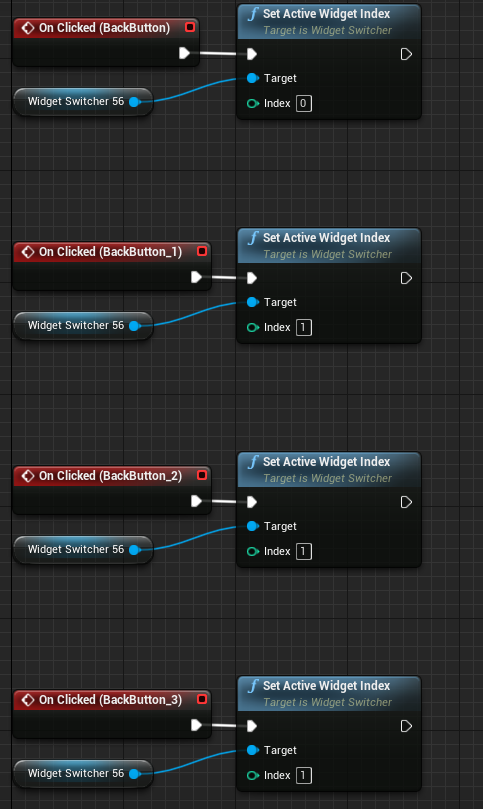 On Clicked (BackButton)
Set Active Widget Index
Target is Widget Switcher
Widget Switcher 56
Target
Index 0
On Clicked (BackButton_1)
Set Active Widget Index
Target is Widget Switcher
Widget Switcher 56
Target
Index 1
On Clicked (BackButton_2)
Set Active Widget Index
Target is Widget Switcher
Widget Switcher 56
Target
Index 1
On Clicked (BackButton_3)
Set Active Widget Index
Target is Widget Switcher
Widget Switcher 56
Target
Index 1